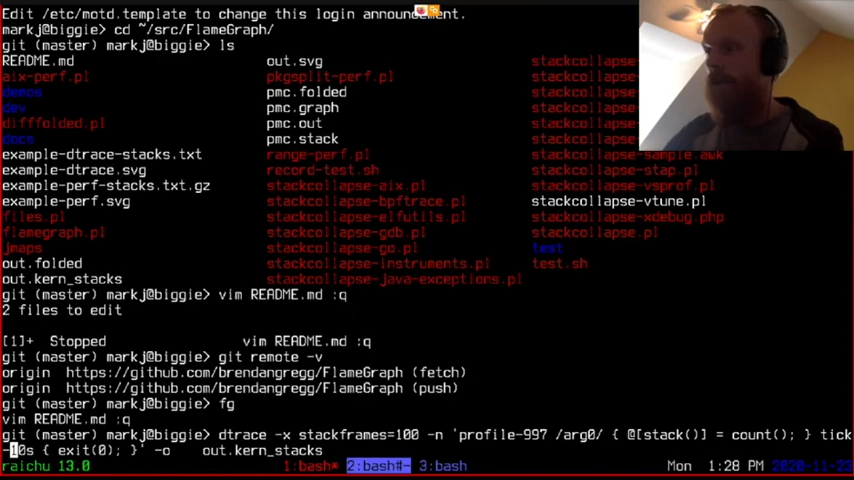 Edit /etc/motd.template to change this login announcement.
markj@biggie> cd ~/src/FlameGraph/
git (master) markj@biggie> ls
README.md out.svg stackcollapse-
aix-perf.pl pkgsplit-perf.pl stackcollapse-
demos pmc.folded stackcollapse-
dev pmc.graph stackcollapse-
difffolded.pl pmc.out stackcollapse-
docs pmc.stack stackcollapse-
example-dtrace-stacks.txt range-perf.pl stackcollapse-sample.awk
example-dtrace.svg record-test.sh stackcollapse-stap.pl
example-perf-stacks.txt.gz stackcollapse-aix.pl stackcollapse-vsprof.pl
example-perf.svg stackcollapse-bpftrace.pl stackcollapse-vtune.pl
files.pl stackcollapse-elfutils.pl stackcollapse-xdebug.php
flamegraph.pl stackcollapse-gdb.pl stackcollapse.pl
jmaps stackcollapse-go.pl test
out.folded stackcollapse-instruments.pl test.sh
out.kern_stacks stackcollapse-java-exceptions.pl
git (master) markj@biggie> vim README.md :q
2 files to edit
[1]+ Stopped vim README.md :q
git (master) markj@biggie> git remote -v
origin https://github.com/brendangregg/FlameGraph (fetch)
origin https://github.com/brendangregg/FlameGraph (push)
git (master) markj@biggie> fg
vim README.md :q
git (master) markj@biggie> dtrace -x stackframes=100 -n 'profile-997 /arg0/ { @[stack()] = count(); } tick
-10s { exit(0); }' -o out.kern_stacks
raichu 13.0 1:bash* 2:bash#- 3:bash Mon 1:28 PM 2020-11-23